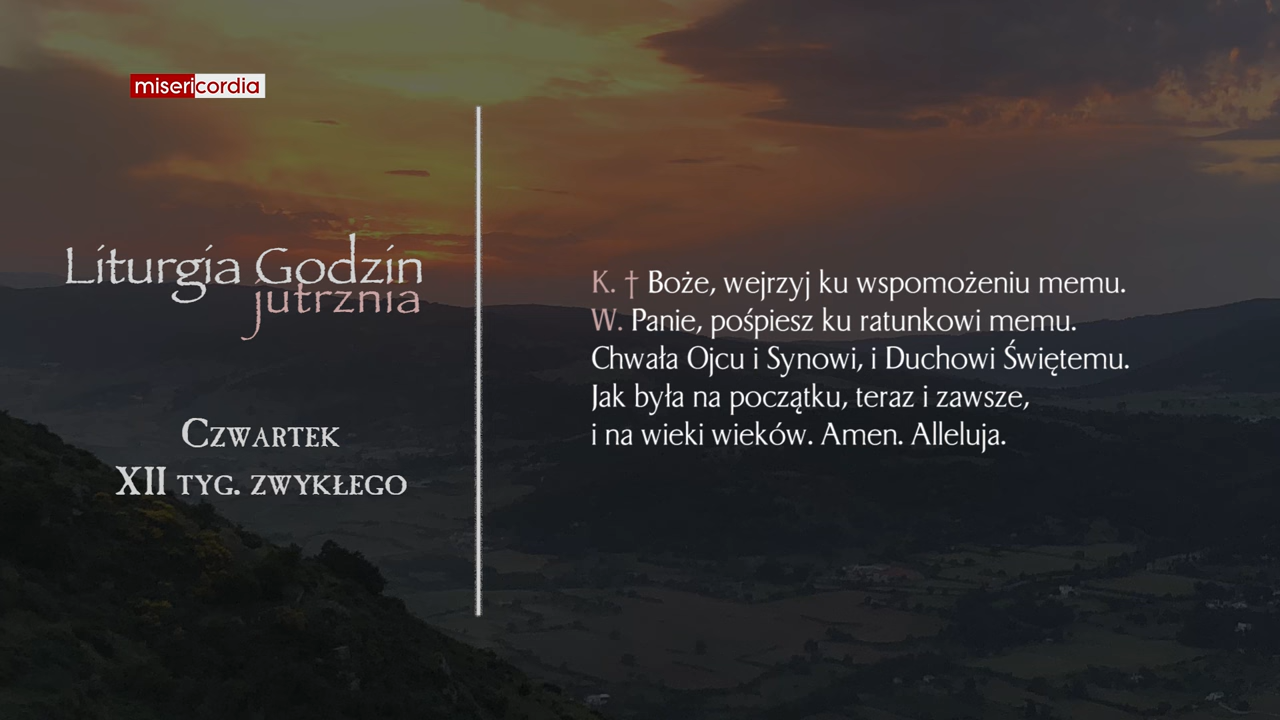 misericordia
Liturgia Godzin
jutrznia
Czwartek
XII tyg. zwykłego
K. † Boże, wejrzyj ku wspomożeniu memu.
W. Panie, pośpiesz ku ratunkowi memu.
Chwała Ojcu i Synowi, i Duchowi Świętemu.
Jak była na początku, teraz i zawsze,
i na wieki wieków. Amen. Alleluja.